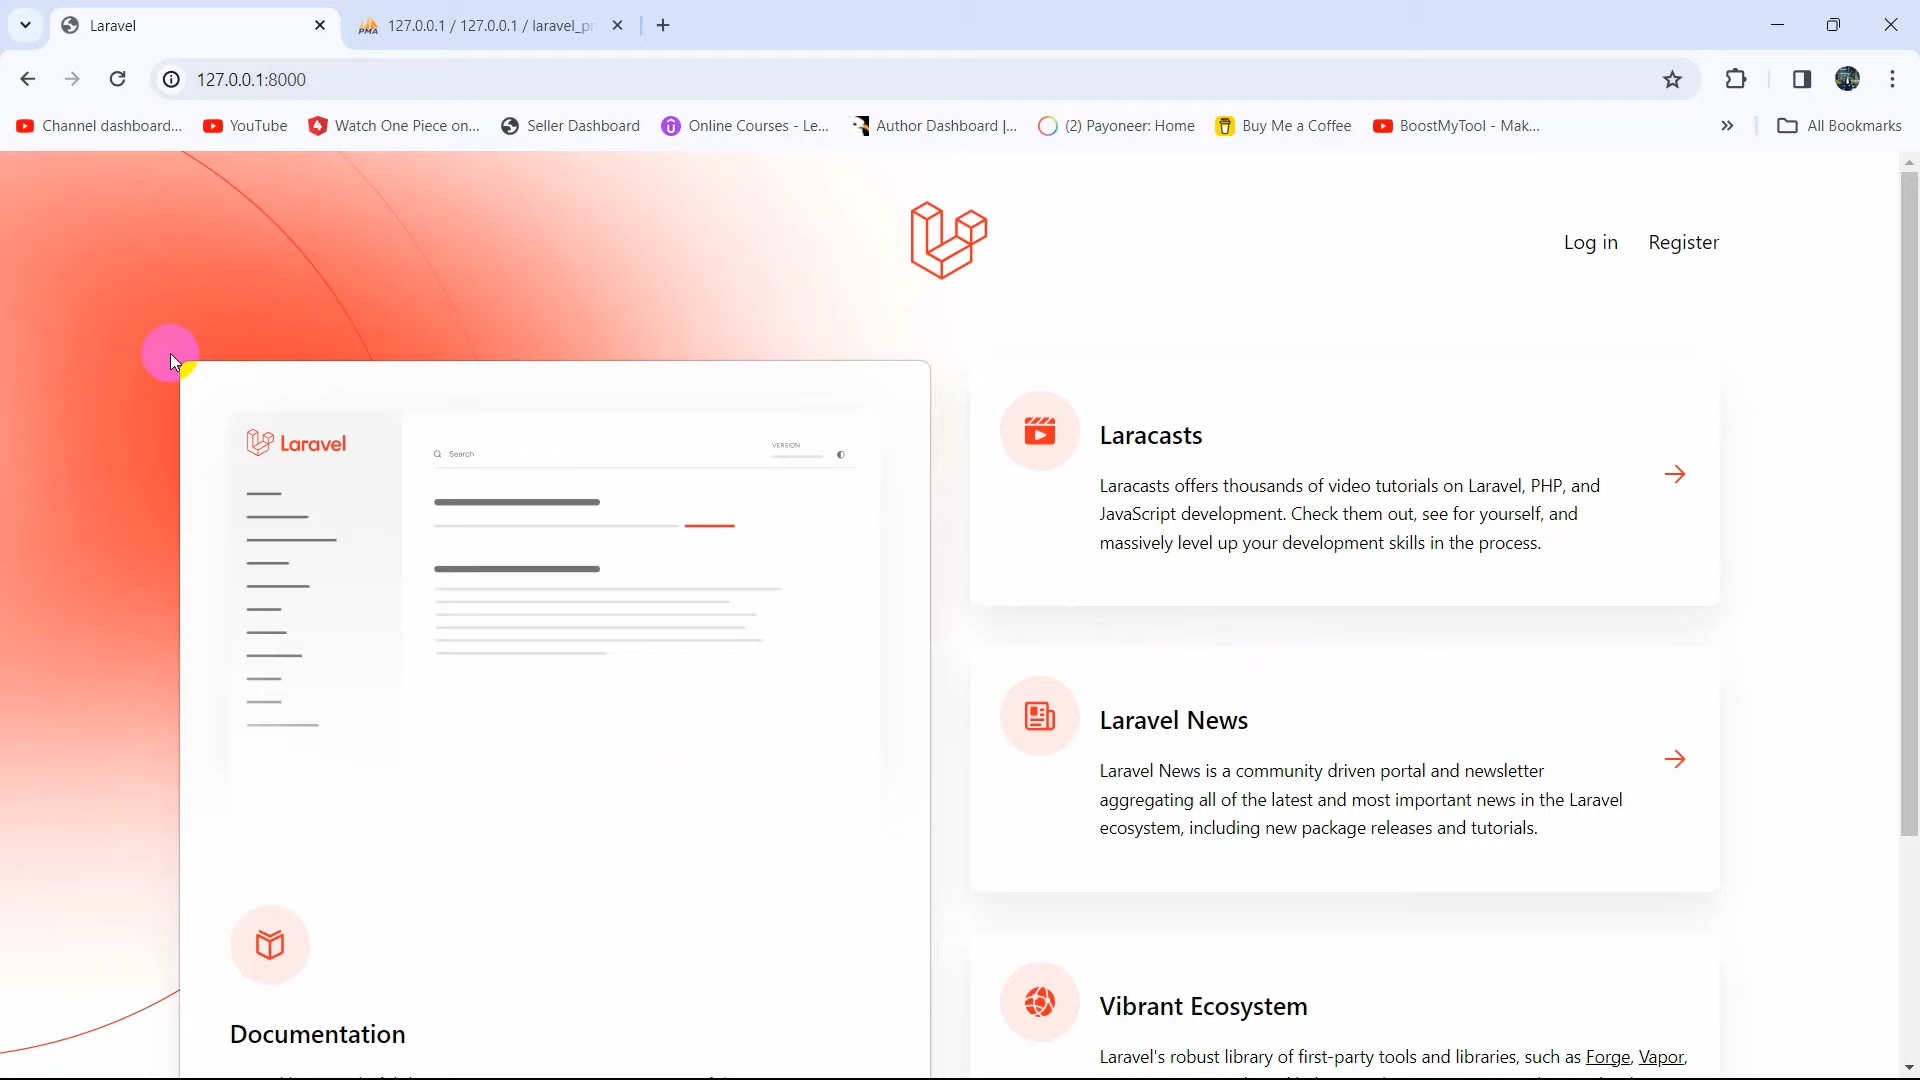 Laravel
127.0.0.1 / 127.0.0.1 / laravel_pr
127.0.0.1:8000
Channel dashboard...
YouTube
Watch One Piece on...
Seller Dashboard
Online Courses - Le...
Author Dashboard |...
(2) Payoneer: Home
Buy Me a Coffee
BoostMyTool - Mak...
All Bookmarks
Log in
Register
Laravel
Search
VERSION
Documentation
Laracasts
Laracasts offers thousands of video tutorials on Laravel, PHP, and
JavaScript development. Check them out, see for yourself, and
massively level up your development skills in the process.
Laravel News
Laravel News is a community driven portal and newsletter
aggregating all of the latest and most important news in the Laravel
ecosystem, including new package releases and tutorials.
Vibrant Ecosystem
Laravel's robust library of first-party tools and libraries, such as Forge, Vapor,